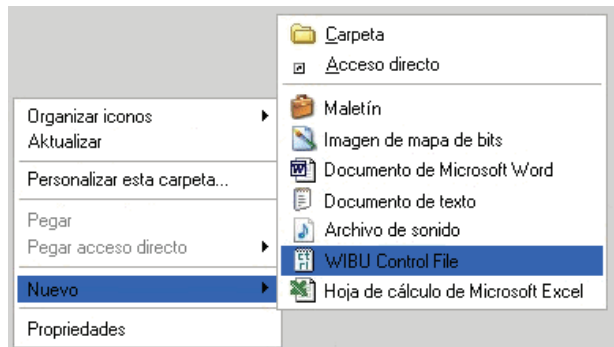 Organizar iconos
Aktualizar
Personalizar esta carpeta...
Pegar
Pegar acceso directo
Nuevo
Propriedades
Carpeta
Acceso directo
Maletín
Imagen de mapa de bits
Documento de Microsoft Word
Documento de texto
Archivo de sonido
WIBU Control File
Hoja de cálculo de Microsoft Excel